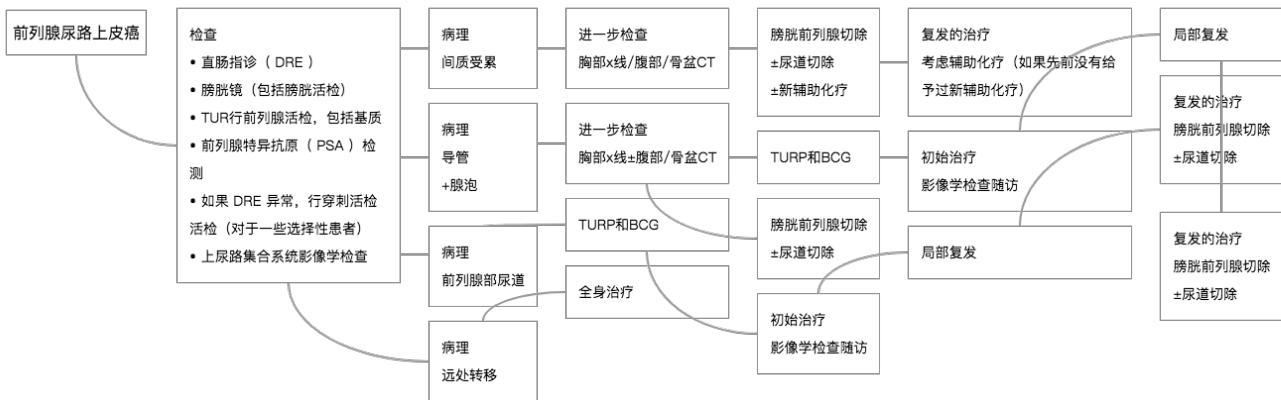 前列腺尿路上皮癌
检查
• 直肠指诊（ DRE ）
• 膀胱镜（包括膀胱活检）
• TUR行前列腺活检，包括基质
• 前列腺特异抗原（ PSA ）检
测
• 如果 DRE 异常，行穿刺活检
活检（对于一些选择性患者）
• 上尿路集合系统影像学检查
病理
间质受累
病理
导管
+腺泡
病理
前列腺部尿道
病理
远处转移
进一步检查
胸部x线/腹部/骨盆CT
进一步检查
胸部x线±腹部/骨盆CT
TURP和BCG
全身治疗
膀胱前列腺切除
±尿道切除
±新辅助化疗
TURP和BCG
膀胱前列腺切除
±尿道切除
初始治疗
影像学检查随访
复发的治疗
考虑辅助化疗（如果先前没有给
予过新辅助化疗）
初始治疗
影像学检查随访
局部复发
局部复发
复发的治疗
膀胱前列腺切除
±尿道切除
复发的治疗
膀胱前列腺切除
±尿道切除